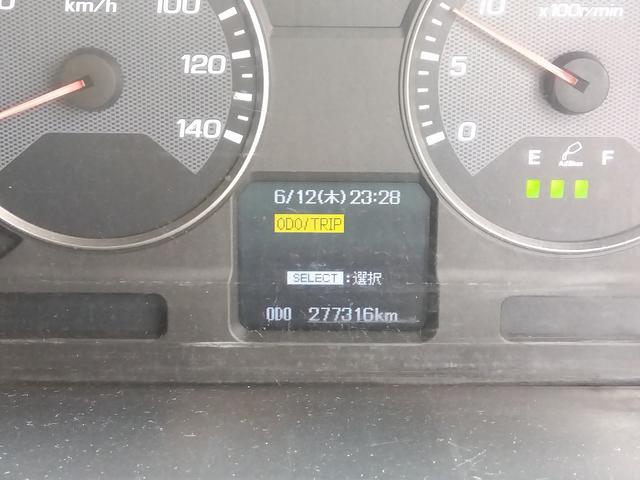 km/h
100
120
140
10
x100r/min
5
0
E AdBlue F
6/12(木)23:28
ODO/TRIP
SELECT:選択
ODO 277316km